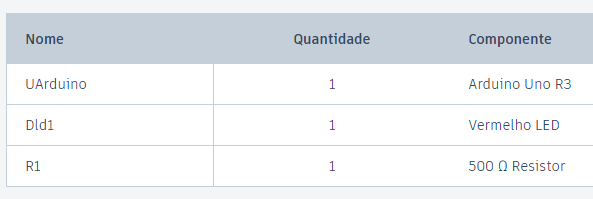 Nome Quantidade Componente
UArduino 1 Arduino Uno R3
Dld1 1 Vermelho LED
R1 1 500 Ω Resistor